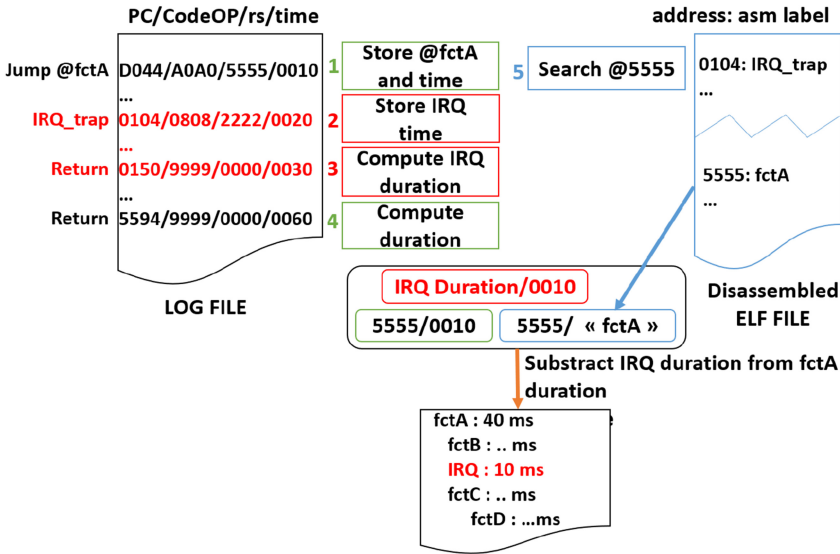 PC/CodeOP/rs/time
address: asm label
Jump @fctA
D044/A0A0/5555/0010
...
IRQ_trap
0104/0808/2222/0020
...
Return
0150/9999/0000/0030
...
Return
5594/9999/0000/0060
LOG FILE
1
Store @fctA
and time
2
Store IRQ
time
3
Compute IRQ
duration
4
Compute
duration
5
Search @5555
0104: IRQ_trap
...
5555: fctA
...
Disassembled
ELF FILE
IRQ Duration/0010
5555/0010
5555/ « fctA »
Substract IRQ duration from fctA
duration
fctA : 40 ms
fctB : .. ms
IRQ : 10 ms
fctC : .. ms
fctD : ...ms